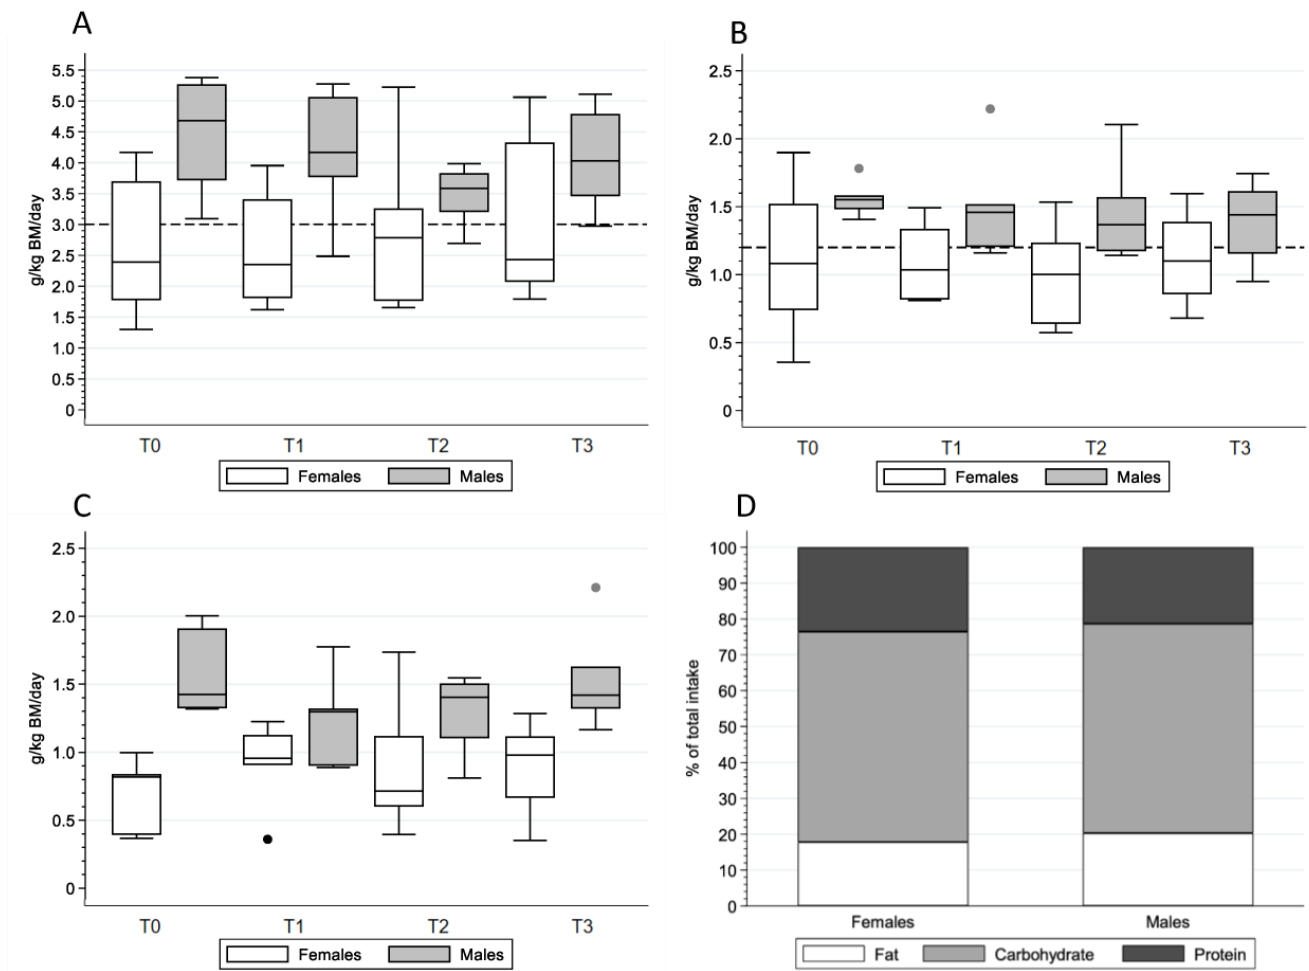 A
g/kg BM/day
5.5
5.0
4.5
4.0
3.5
3.0
2.5
2.0
1.5
1.0
0.5
0
T0 T1 T2 T3
Females Males
B
g/kg BM/day
2.5
2.0
1.5
1.0
0.5
0
T0 T1 T2 T3
Females Males
C
g/kg BM/day
2.5
2.0
1.5
1.0
0.5
0
T0 T1 T2 T3
Females Males
D
% of total intake
100
90
80
70
60
50
40
30
20
10
0
Females Males
Fat Carbohydrate Protein